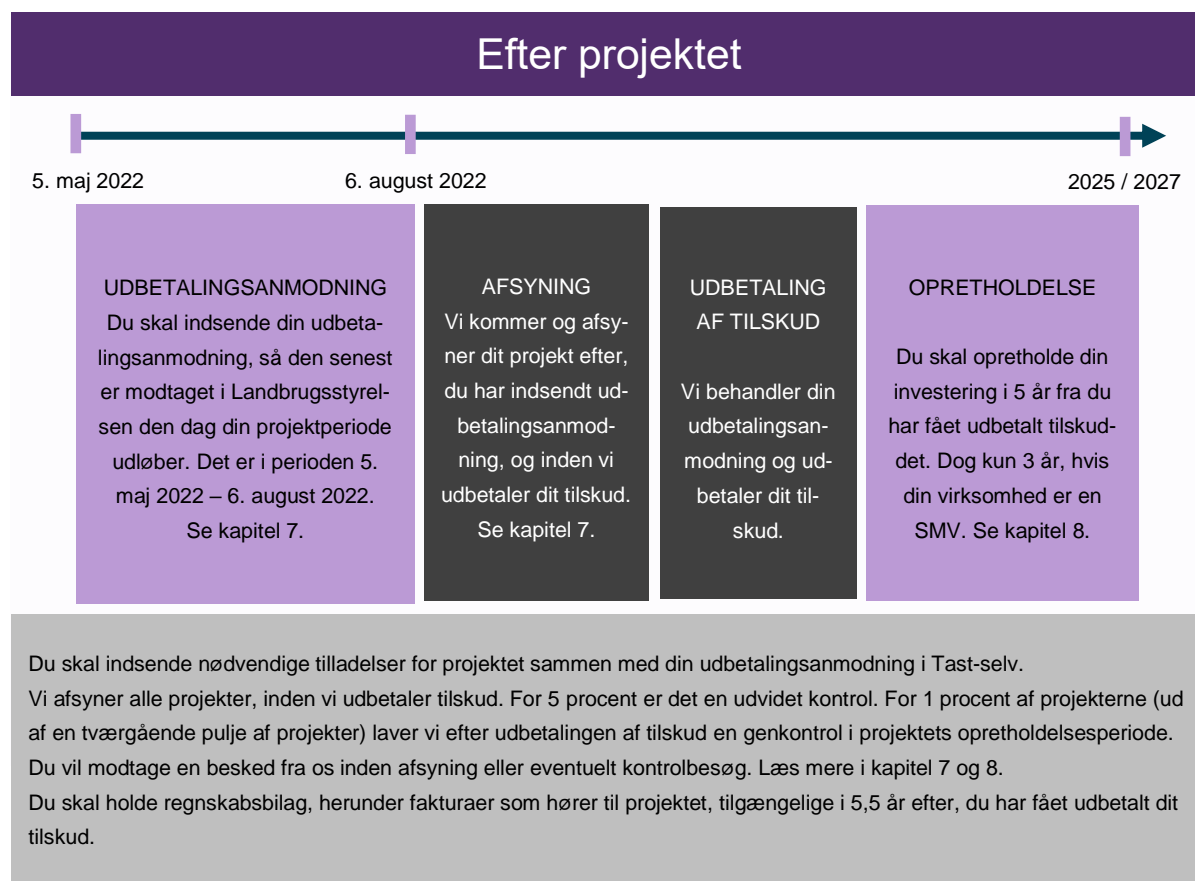 Efter projektet
5. maj 2022
6. august 2022
2025 / 2027
UDBETALINGSANMODNING
Du skal indsende din udbeta-
lingsanmodning, så den senest
er modtaget i Landbrugsstyrel-
sen den dag din projektperiode
udløber. Det er i perioden 5.
maj 2022 – 6. august 2022.
Se kapitel 7.
AFSYNING
Vi kommer og afsy-
ner dit projekt efter,
du har indsendt ud-
betalingsanmod-
ning, og inden vi
udbetaler dit tilskud.
Se kapitel 7.
UDBETALING
AF TILSKUD
Vi behandler din
udbetalingsan-
modning og ud-
betaler dit til-
skud.
OPRETHOLDELSE
Du skal opretholde din
investering i 5 år fra du
har fået udbetalt tilskud-
det. Dog kun 3 år, hvis
din virksomhed er en
SMV. Se kapitel 8.
Du skal indsende nødvendige tilladelser for projektet sammen med din udbetalingsanmodning i Tast-selv.
Vi afsyner alle projekter, inden vi udbetaler tilskud. For 5 procent er det en udvidet kontrol. For 1 procent af projekterne (ud
af en tværgående pulje af projekter) laver vi efter udbetalingen af tilskud en genkontrol i projektets opretholdelsesperiode.
Du vil modtage en besked fra os inden afsyning eller eventuelt kontrolbesøg. Læs mere i kapitel 7 og 8.
Du skal holde regnskabsbilag, herunder fakturaer som hører til projektet, tilgængelige i 5,5 år efter, du har fået udbetalt dit
tilskud.